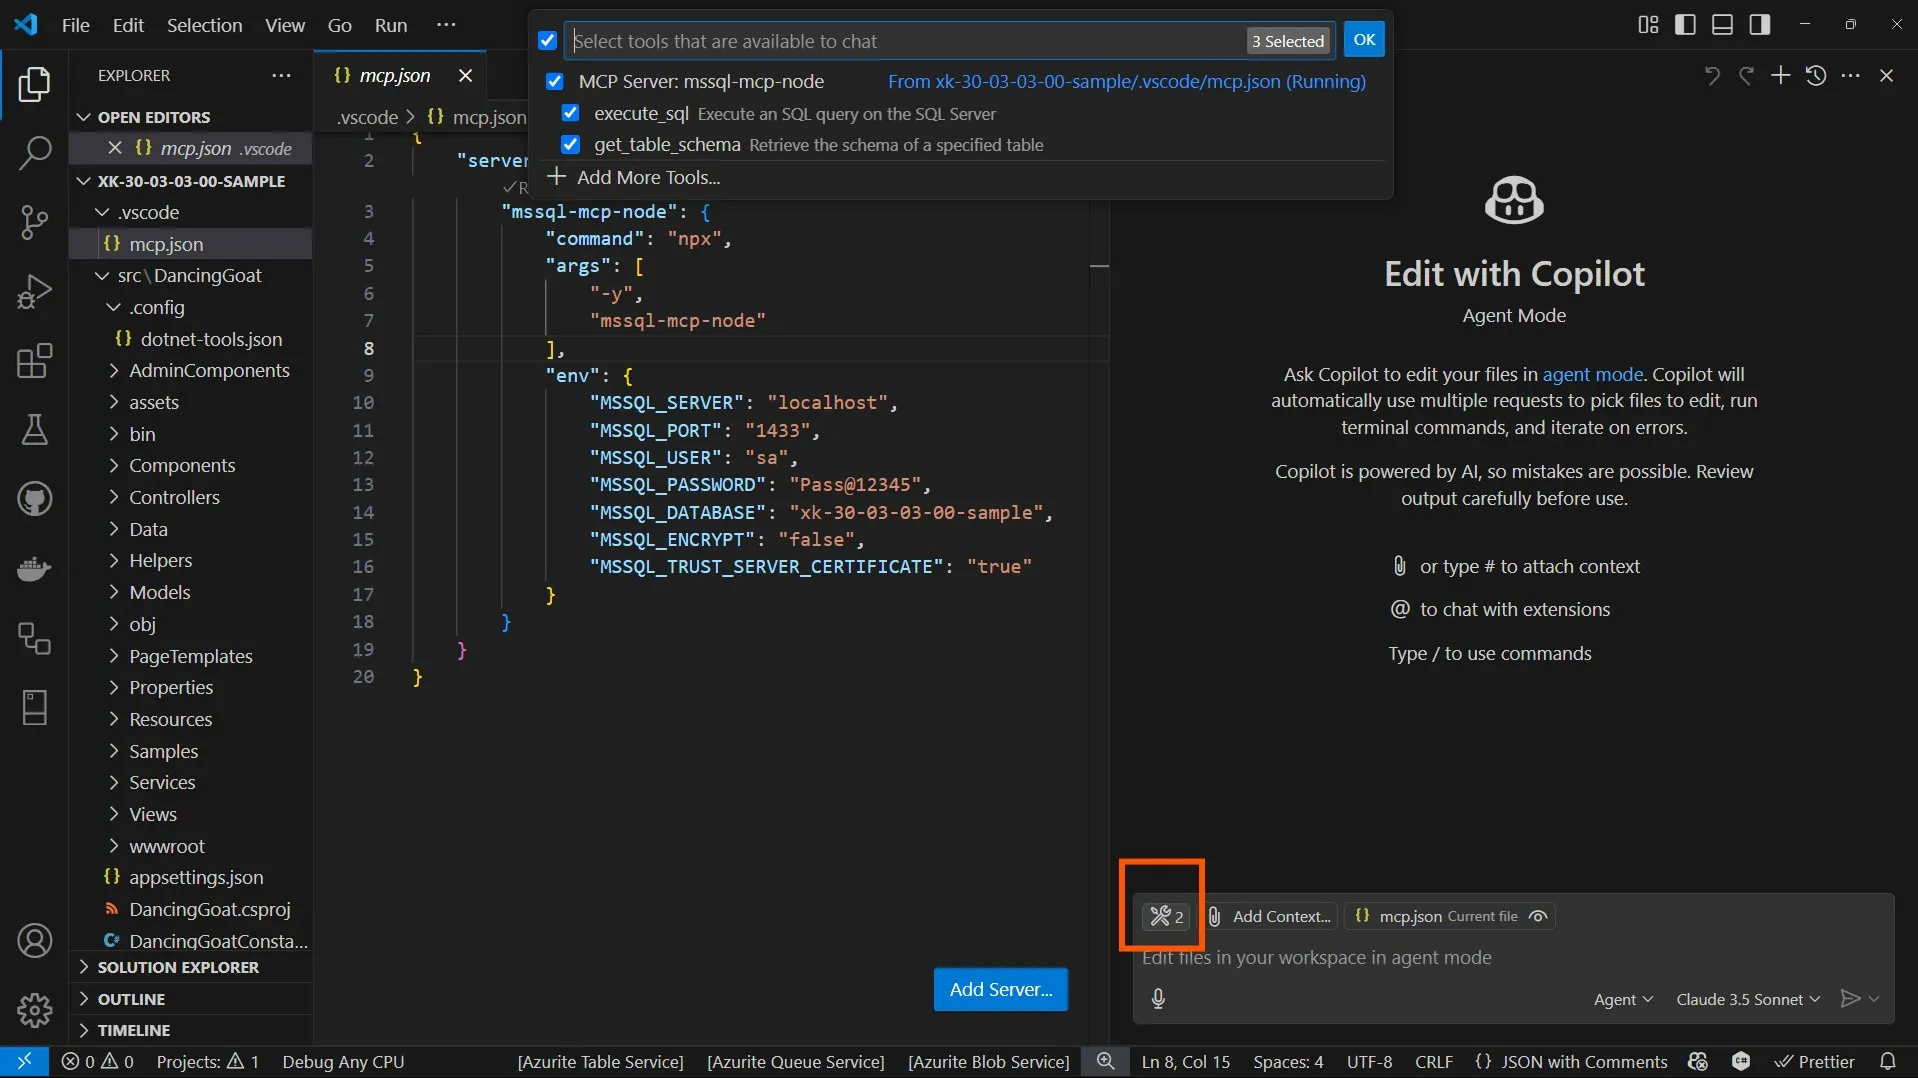 File Edit Selection View Go Run ···
Select tools that are available to chat 3 Selected OK
MCP Server: mssql-mcp-node From xk-30-03-03-00-sample/.vscode/mcp.json (Running)
execute_sql Execute an SQL query on the SQL Server
get_table_schema Retrieve the schema of a specified table
Add More Tools...
EXPLORER
OPEN EDITORS
{} mcp.json .vscode
XK-30-03-03-00-SAMPLE
.vscode
{} mcp.json
src\DancingGoat
.config
{} dotnet-tools.json
AdminComponents
assets
bin
Components
Controllers
Data
Helpers
Models
obj
PageTemplates
Properties
Resources
Samples
Services
Views
wwwroot
{} appsettings.json
DancingGoat.csproj
C# DancingGoatConsta...
SOLUTION EXPLORER
OUTLINE
TIMELINE
{} mcp.json
.vscode > {} mcp.json
1 {
2 "server
✓R
3 "mssql-mcp-node": {
4 "command": "npx",
5 "args": [
6 "-y",
7 "mssql-mcp-node"
8 ],
9 "env": {
10 "MSSQL_SERVER": "localhost",
11 "MSSQL_PORT": "1433",
12 "MSSQL_USER": "sa",
13 "MSSQL_PASSWORD": "Pass@12345",
14 "MSSQL_DATABASE": "xk-30-03-03-00-sample",
15 "MSSQL_ENCRYPT": "false",
16 "MSSQL_TRUST_SERVER_CERTIFICATE": "true"
17 }
18 }
19 }
20 }
Add Server...
Edit with Copilot
Agent Mode
Ask Copilot to edit your files in agent mode. Copilot will
automatically use multiple requests to pick files to edit, run
terminal commands, and iterate on errors.
Copilot is powered by AI, so mistakes are possible. Review
output carefully before use.
or type # to attach context
@ to chat with extensions
Type / to use commands
2 Add Context... {} mcp.json Current file
Edit files in your workspace in agent mode
Agent Claude 3.5 Sonnet
0 0 Projects: 1 Debug Any CPU [Azurite Table Service] [Azurite Queue Service] [Azurite Blob Service] Ln 8, Col 15 Spaces: 4 UTF-8 CRLF {} JSON with Comments Prettier